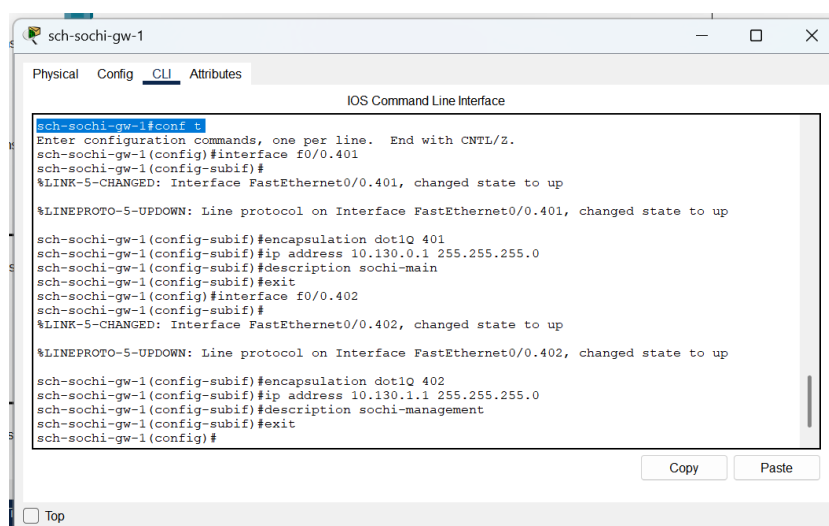 sch-sochi-gw-1
Physical Config CLI Attributes
IOS Command Line Interface
sch-sochi-gw-1#conf t
Enter configuration commands, one per line.  End with CNTL/Z.
sch-sochi-gw-1(config)#interface f0/0.401
sch-sochi-gw-1(config-subif)#
%LINK-5-CHANGED: Interface FastEthernet0/0.401, changed state to up
%LINEPROTO-5-UPDOWN: Line protocol on Interface FastEthernet0/0.401, changed state to up
sch-sochi-gw-1(config-subif)#encapsulation dot1Q 401
sch-sochi-gw-1(config-subif)#ip address 10.130.0.1 255.255.255.0
sch-sochi-gw-1(config-subif)#description sochi-main
sch-sochi-gw-1(config-subif)#exit
sch-sochi-gw-1(config)#interface f0/0.402
sch-sochi-gw-1(config-subif)#
%LINK-5-CHANGED: Interface FastEthernet0/0.402, changed state to up
%LINEPROTO-5-UPDOWN: Line protocol on Interface FastEthernet0/0.402, changed state to up
sch-sochi-gw-1(config-subif)#encapsulation dot1Q 402
sch-sochi-gw-1(config-subif)#ip address 10.130.1.1 255.255.255.0
sch-sochi-gw-1(config-subif)#description sochi-management
sch-sochi-gw-1(config-subif)#exit
sch-sochi-gw-1(config)#
Copy Paste
Top